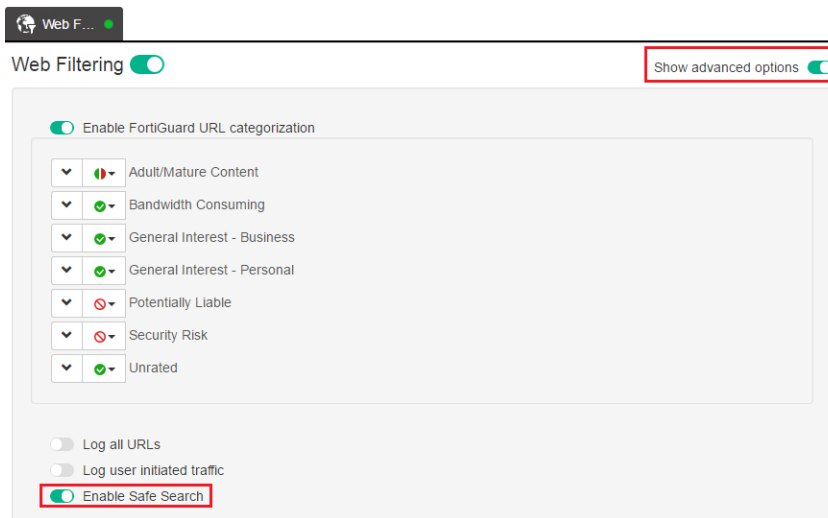 Web F...
Web Filtering
Show advanced options
Enable FortiGuard URL categorization
Adult/Mature Content
Bandwidth Consuming
General Interest - Business
General Interest - Personal
Potentially Liable
Security Risk
Unrated
Log all URLs
Log user initiated traffic
Enable Safe Search